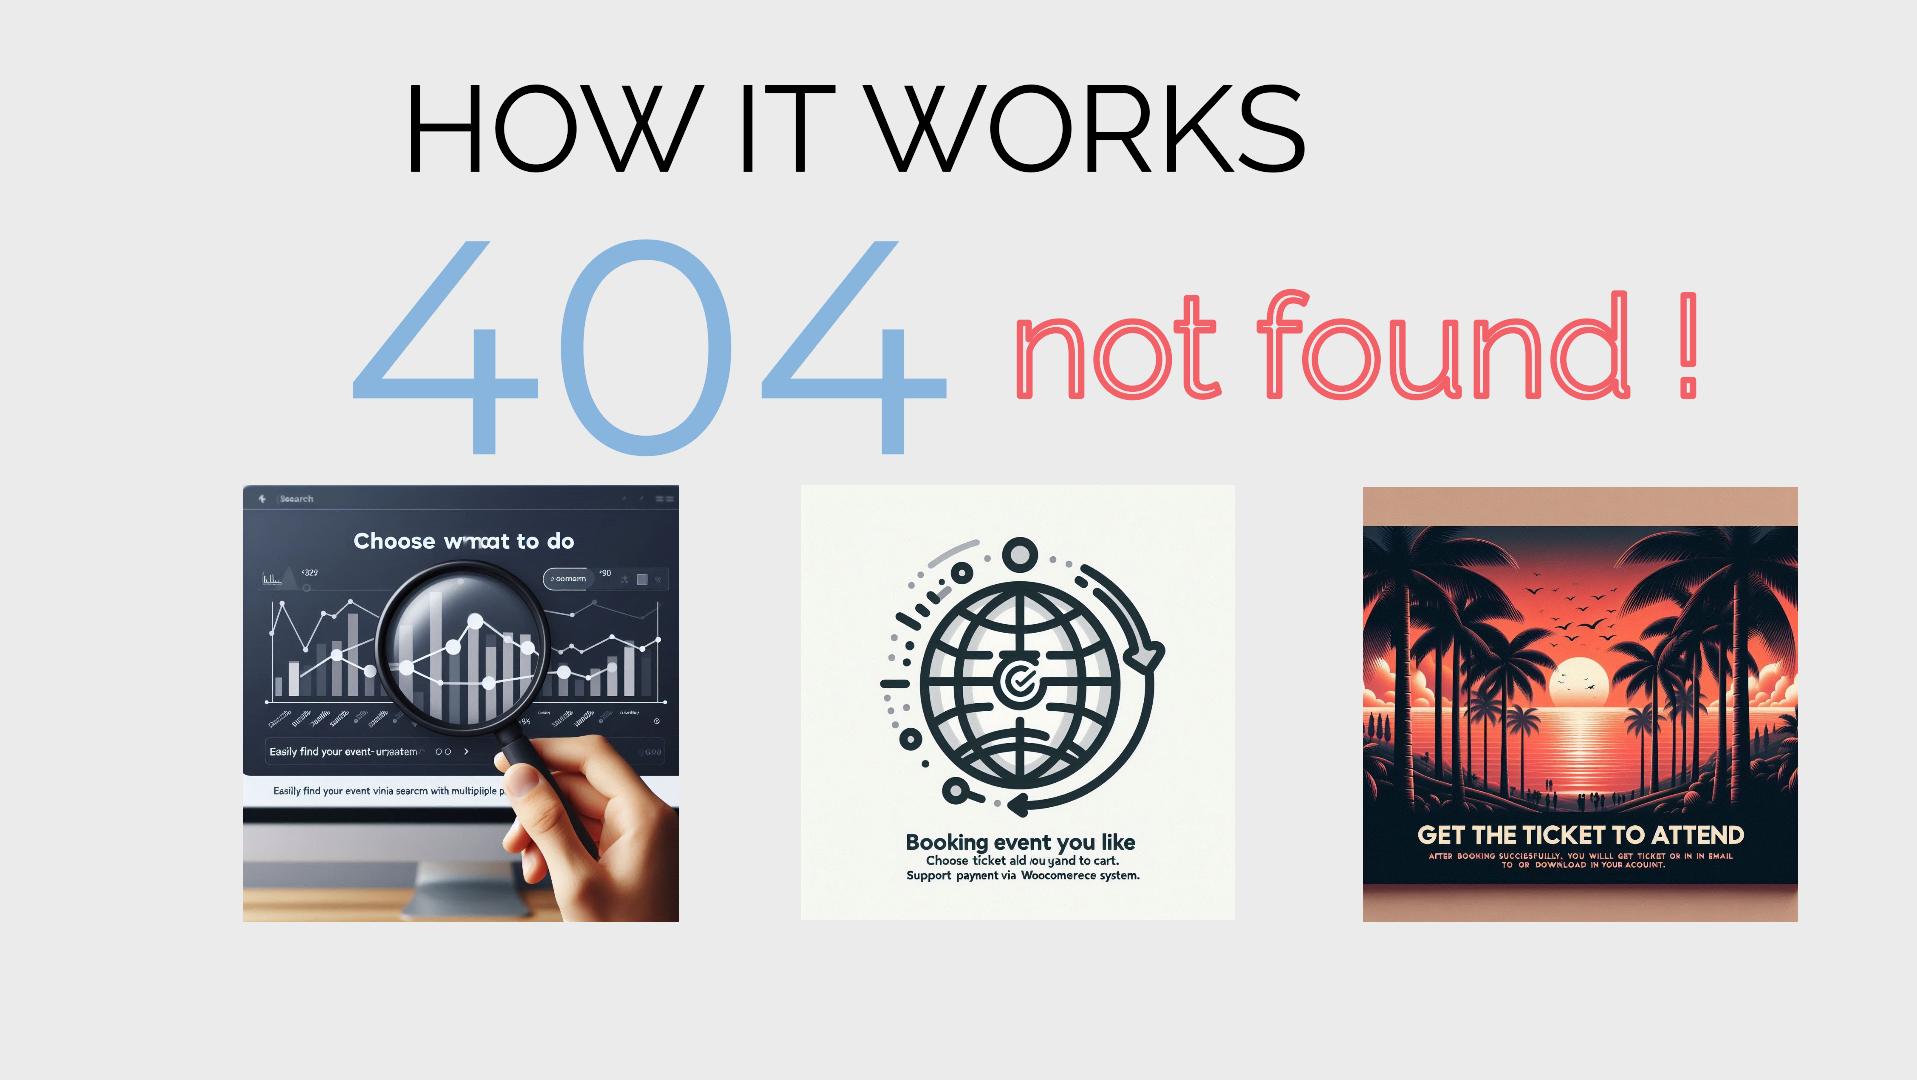 HOW IT WORKS
404 not found !
Search
Choose wmat to do
Easily find your event-urəatem
Easilly find your event vinia searcm with multipliple p
Booking event you like
Choose ticket ald you yand to cart.
Support payment via Woocomerece system.
GET THE TICKET TO ATTEND
AFTER BOOKING SUCCIESFUILLY, YOU WILLL GET TICKET OR IN IN EMAIL
TO OR DOWNLOAD IN YOUR ACOUINT.